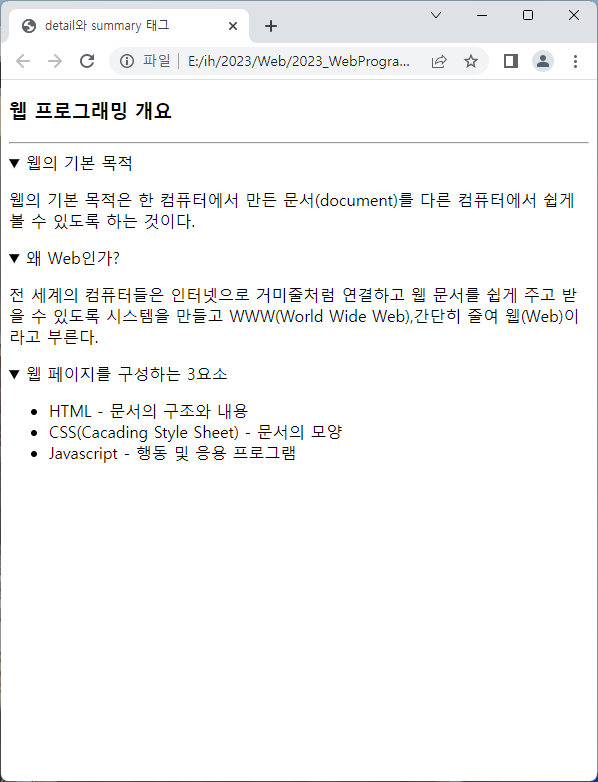 detail와 summary 태그
파일 E:/ih/2023/Web/2023_WebProgra...
웹 프로그래밍 개요
웹의 기본 목적
웹의 기본 목적은 한 컴퓨터에서 만든 문서(document)를 다른 컴퓨터에서 쉽게
볼 수 있도록 하는 것이다.
왜 Web인가?
전 세계의 컴퓨터들은 인터넷으로 거미줄처럼 연결하고 웹 문서를 쉽게 주고 받
을 수 있도록 시스템을 만들고 WWW(World Wide Web),간단히 줄여 웹(Web)이
라고 부른다.
웹 페이지를 구성하는 3요소
HTML - 문서의 구조와 내용
CSS(Cacading Style Sheet) - 문서의 모양
Javascript - 행동 및 응용 프로그램